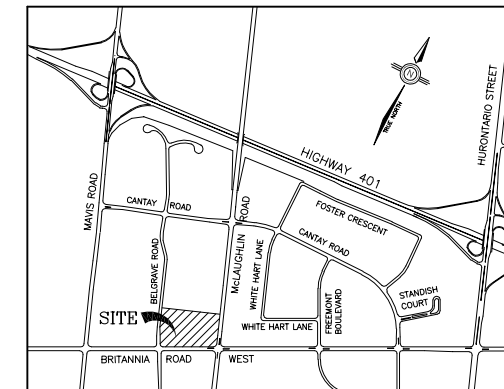 HURONTARIO STREET
N
TRUE NORTH
HIGHWAY 401
MAVIS ROAD
CANTAY ROAD
FOSTER CRESCENT
McLAUGHLIN ROAD
CANTAY ROAD
BELGRAVE ROAD
WHITE HART LANE
FREEMONT
BOULEVARD
STANDISH
COURT
SITE
WHITE HART LANE
BRITANNIA ROAD WEST